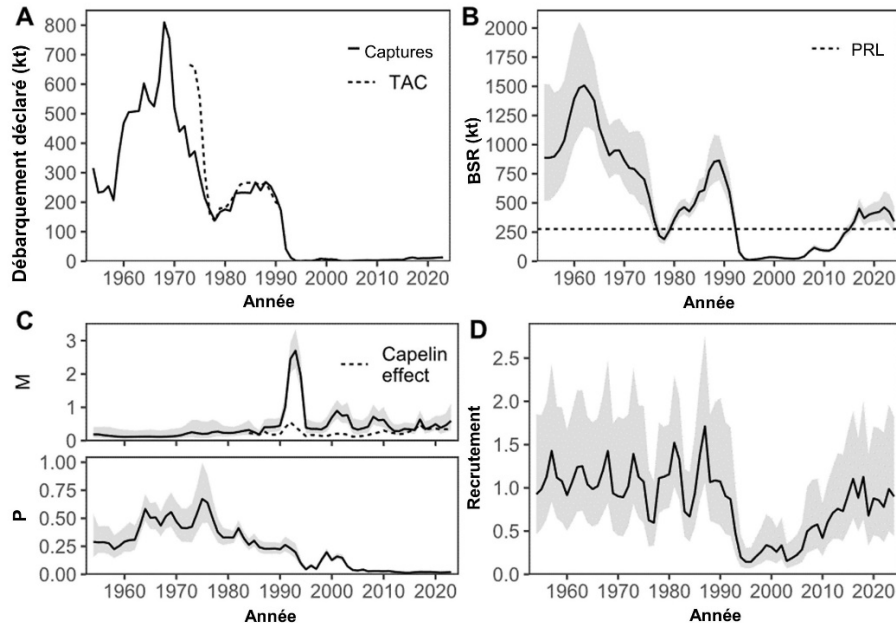 A
800
700
600
500
400
300
200
100
0
Débarquement déclaré (kt)
Captures
TAC
1960 1970 1980 1990 2000 2010 2020
Année
B
2000
1750
1500
1250
1000
750
500
250
0
BSR (kt)
PRL
1960 1970 1980 1990 2000 2010 2020
Année
C
3
2
1
0
M
Capelin
effect
1.00
0.75
0.50
0.25
0.00
P
1960 1970 1980 1990 2000 2010 2020
Année
D
2.5
2.0
1.5
1.0
0.5
0.0
Recrutement
1960 1970 1980 1990 2000 2010 2020
Année